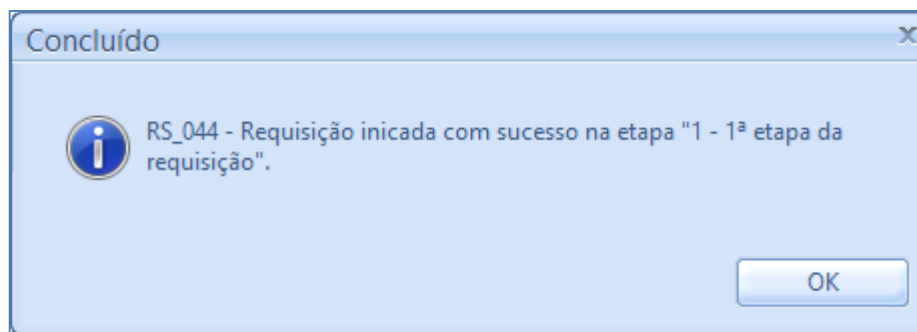 Concluído
RS_044 - Requisição inicada com sucesso na etapa "1 - 1ª etapa da
requisição".
OK